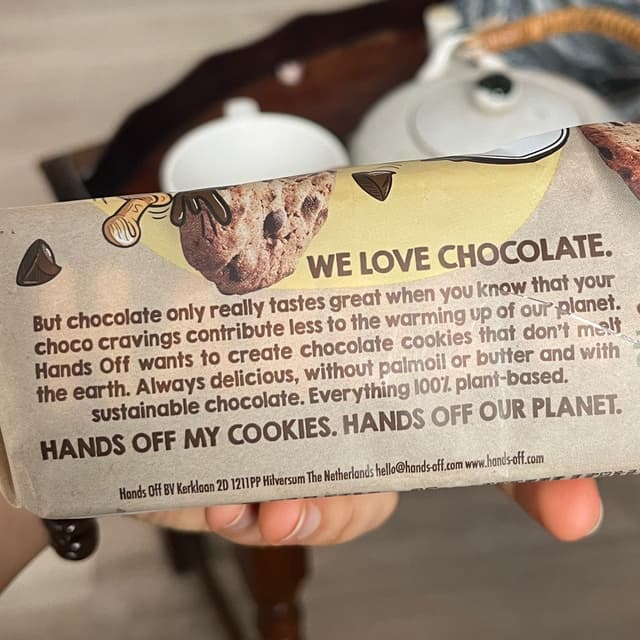 WE LOVE CHOCOLATE.
But chocolate only really tastes great when you know that your
choco cravings contribute less to the warming up of our planet.
Hands Off wants to create chocolate cookies that don't melt
the earth. Always delicious, without palmoil or butter and with
sustainable chocolate. Everything 100% plant-based.
HANDS OFF MY COOKIES. HANDS OFF OUR PLANET.
Hands Off BV Kerklaan 2D 1211PP Hilversum The Netherlands hello@hands-off.com www.hands-off.com